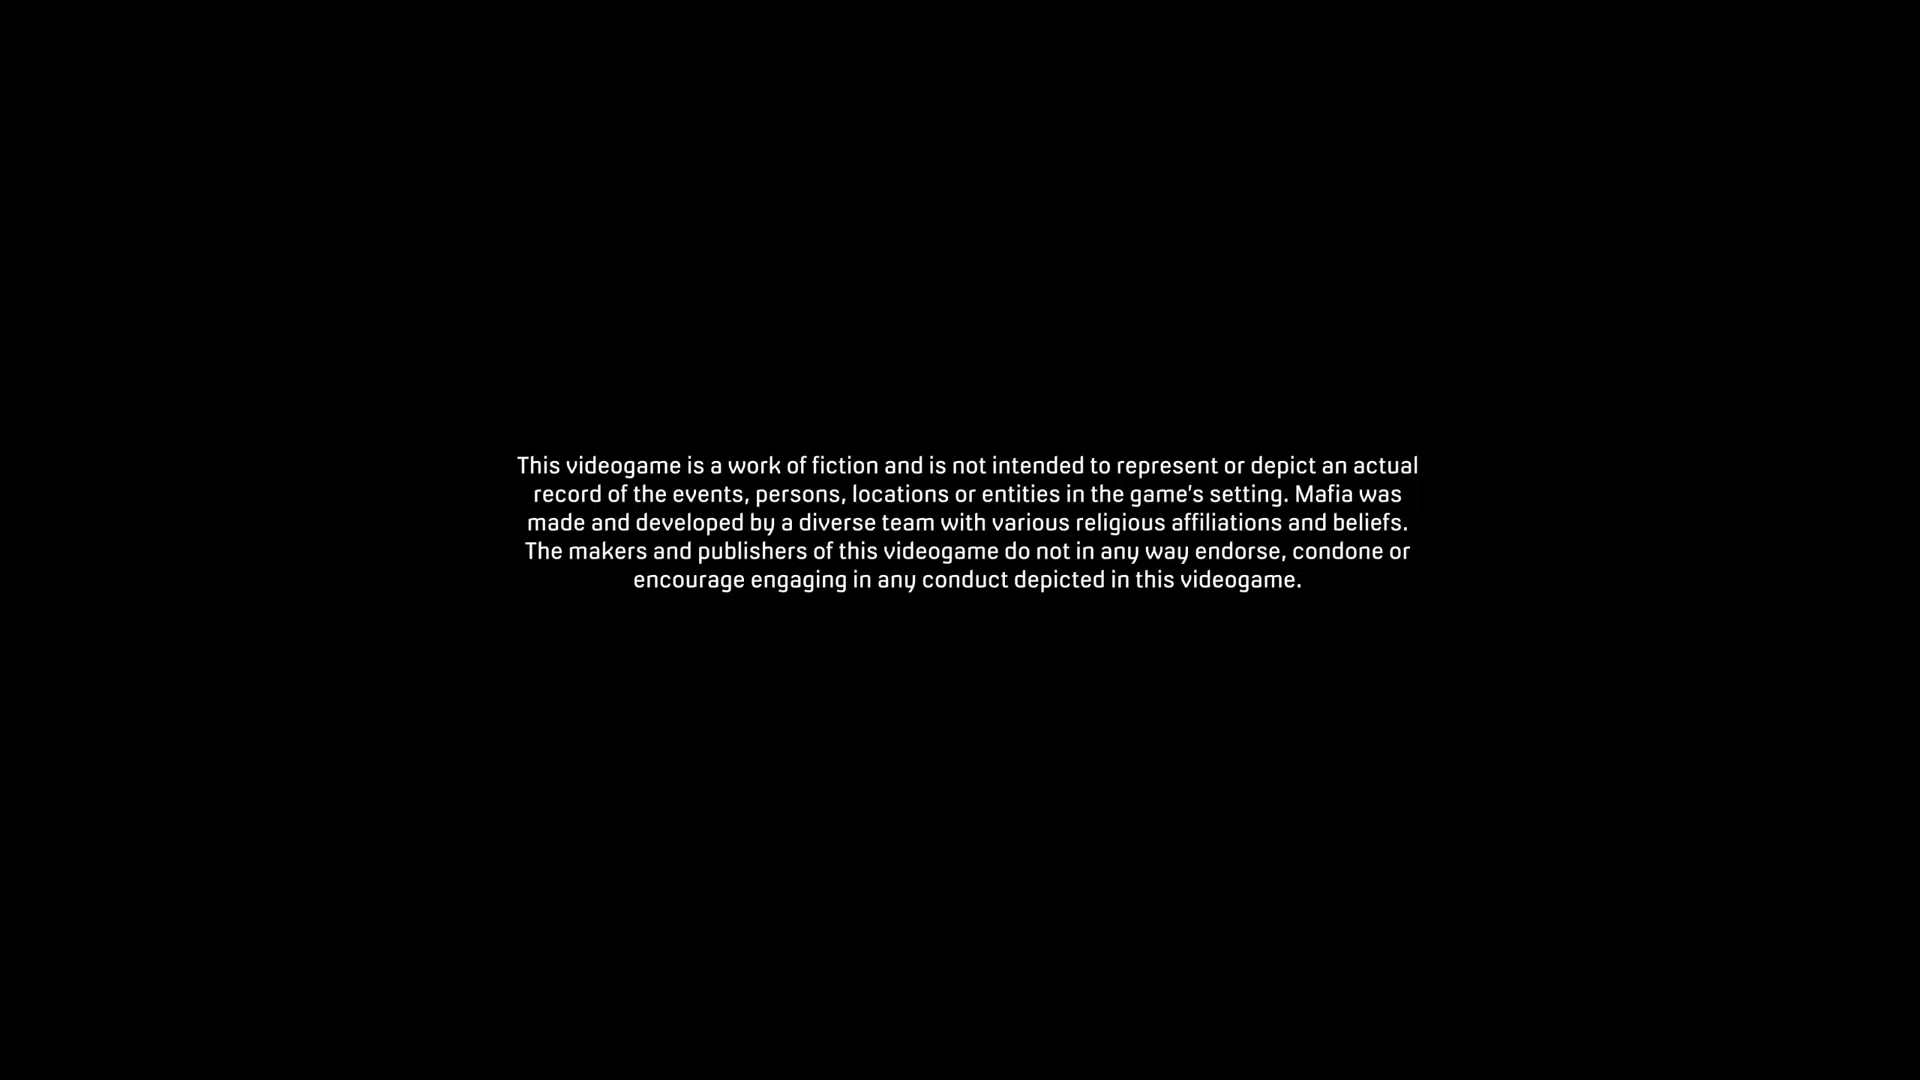 This videogame is a work of fiction and is not intended to represent or depict an actual
record of the events, persons, locations or entities in the game's setting. Mafia was
made and developed by a diverse team with various religious affiliations and beliefs.
The makers and publishers of this videogame do not in any way endorse, condone or
encourage engaging in any conduct depicted in this videogame.